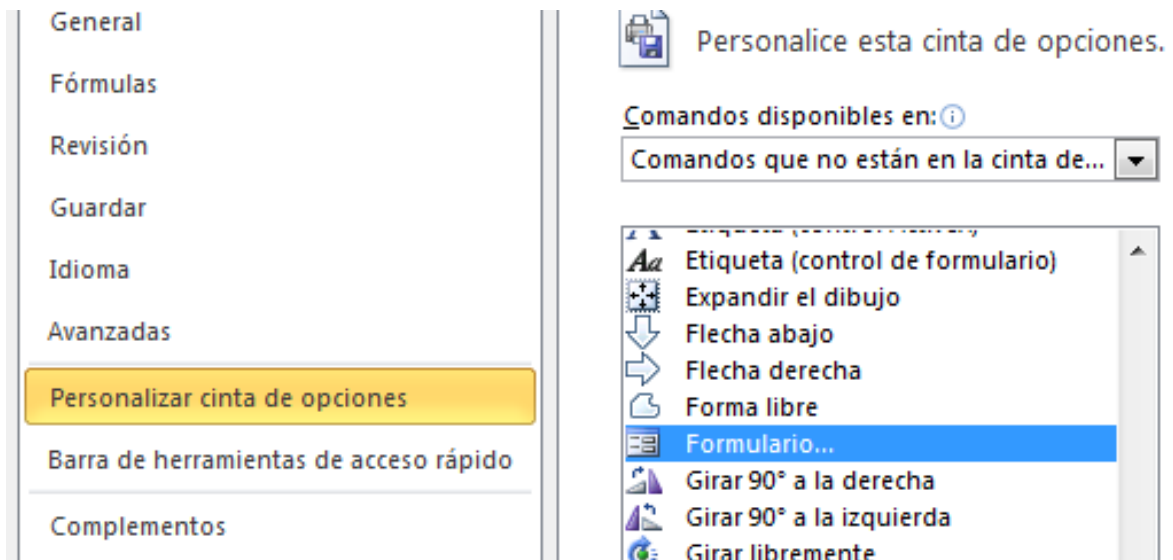 General
Fórmulas
Revisión
Guardar
Idioma
Avanzadas
Personalizar cinta de opciones
Barra de herramientas de acceso rápido
Complementos
Personalice esta cinta de opciones.
Comandos disponibles en:
Comandos que no están en la cinta de...
Etiqueta (control de formulario)
Expandir el dibujo
Flecha abajo
Flecha derecha
Forma libre
Formulario...
Girar 90° a la derecha
Girar 90° a la izquierda
Girar libremente